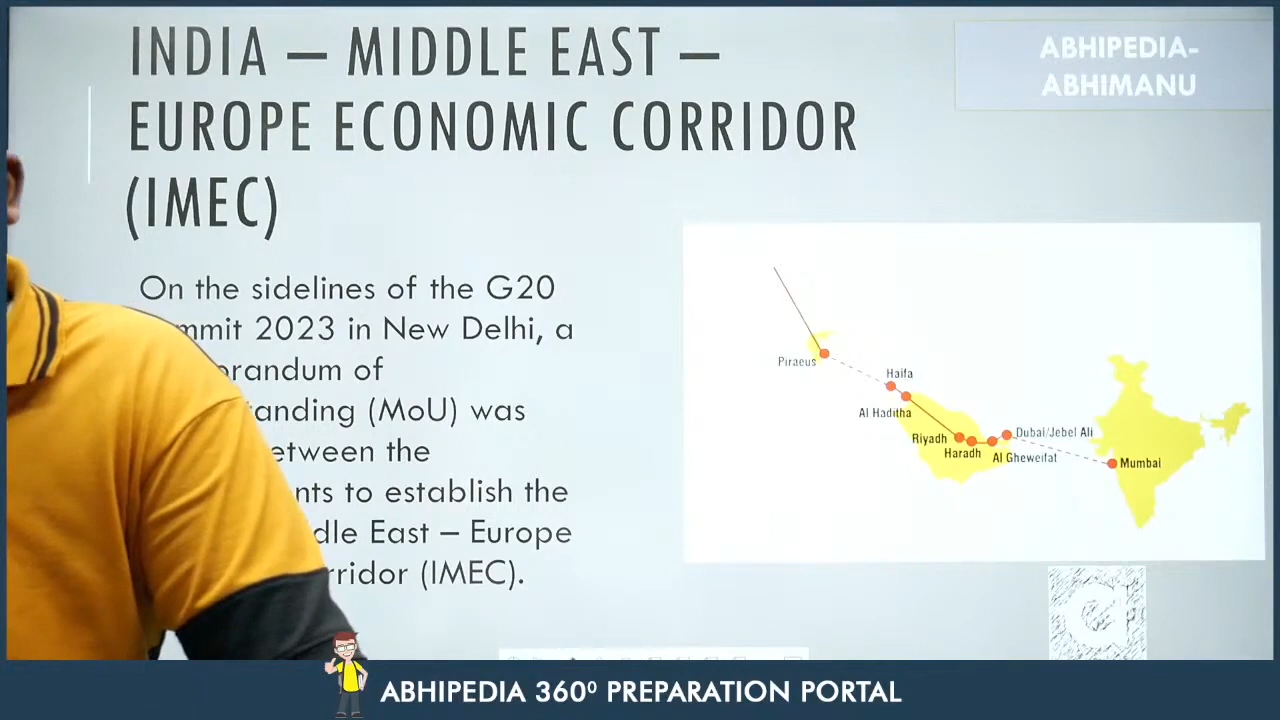 INDIA – MIDDLE EAST –
EUROPE ECONOMIC CORRIDOR
(IMEC)
ABHIPEDIA-
ABHIMANU
On the sidelines of the G20
mmit 2023 in New Delhi, a
orandum of
tanding (MoU) was
etween the
nts to establish the
dle East – Europe
rridor (IMEC).
Piraeus
Haifa
Al Haditha
Riyadh
Haradh
Al Gheweifat
Dubai/Jebel Ali
Mumbai
ABHIPEDIA 360⁰ PREPARATION PORTAL